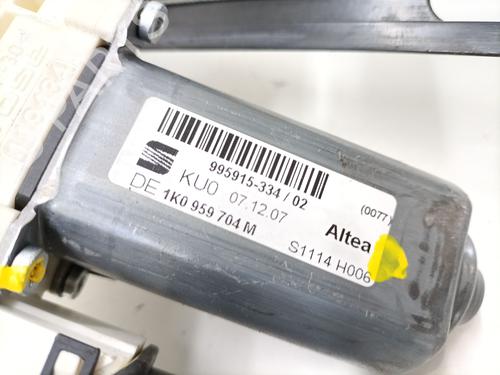 995915-334 / 02
KU0 07.12.07 (0077)
DE 1K0 959 704 M Altea
S1114 H006